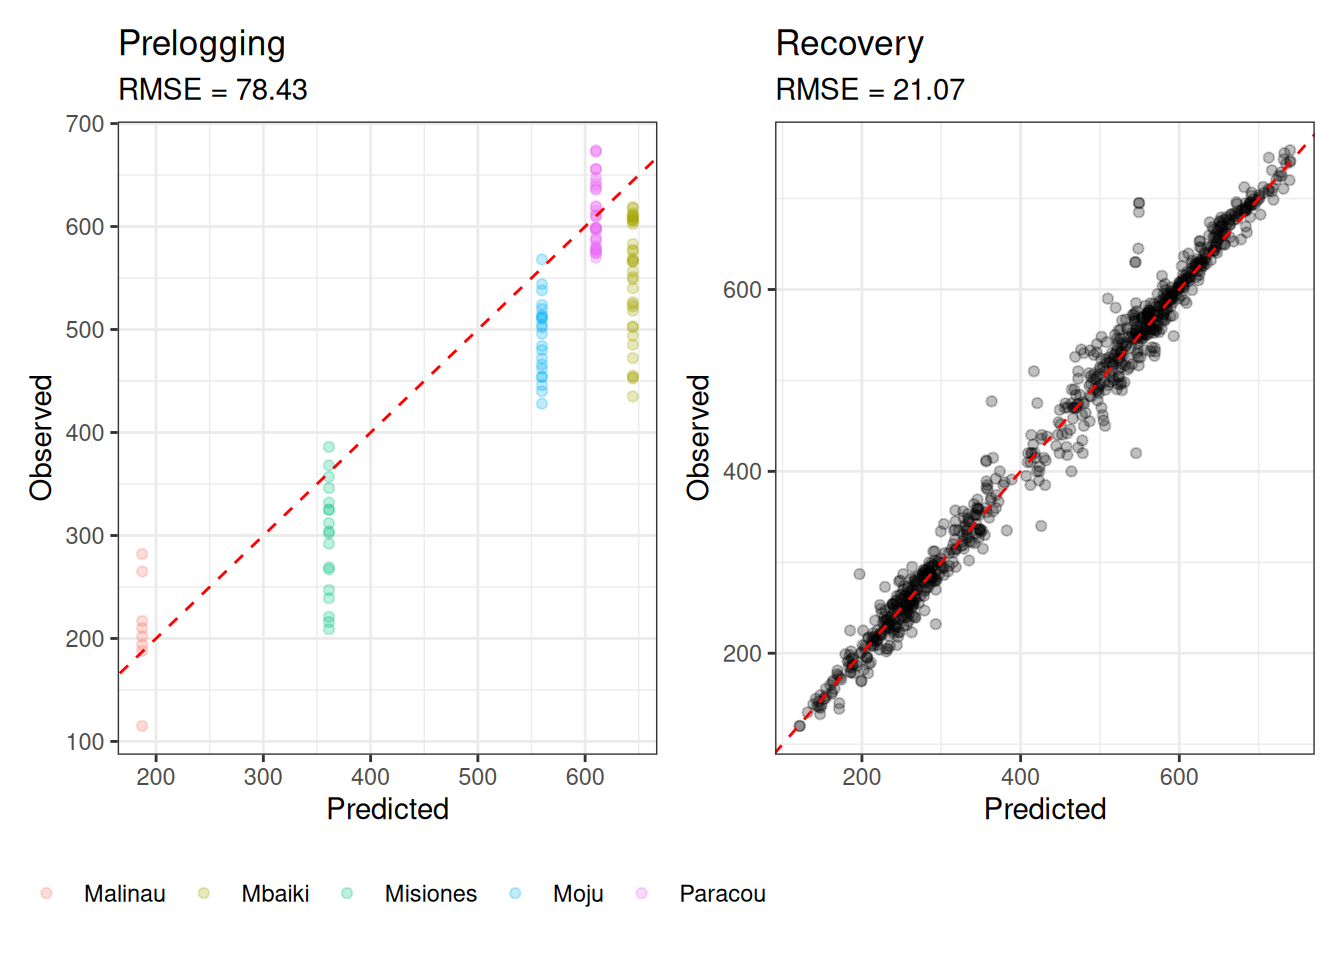 Prelogging
RMSE = 78.43
700
600
500
400
300
200
100
Observed
200 300 400 500 600
Predicted
Recovery
RMSE = 21.07
600
400
200
Observed
200 400 600
Predicted
Malinau Mbaiki Misiones Moju Paracou